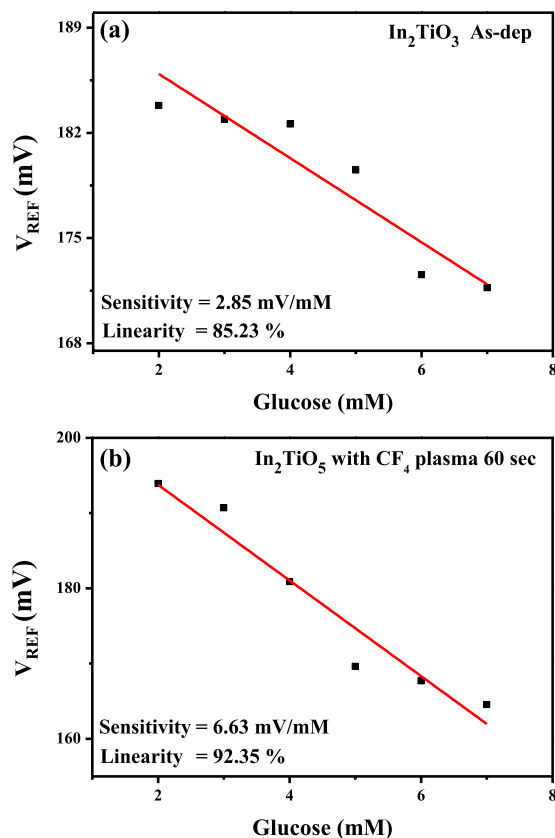 (a)
In₂TiO₃ As-dep
189
182
175
168
V_REF (mV)
Sensitivity = 2.85 mV/mM
Linearity = 85.23 %
2 4 6 8
Glucose (mM)
(b)
In₂TiO₅ with CF₄ plasma 60 sec
200
180
160
V_REF (mV)
Sensitivity = 6.63 mV/mM
Linearity = 92.35 %
2 4 6 8
Glucose (mM)